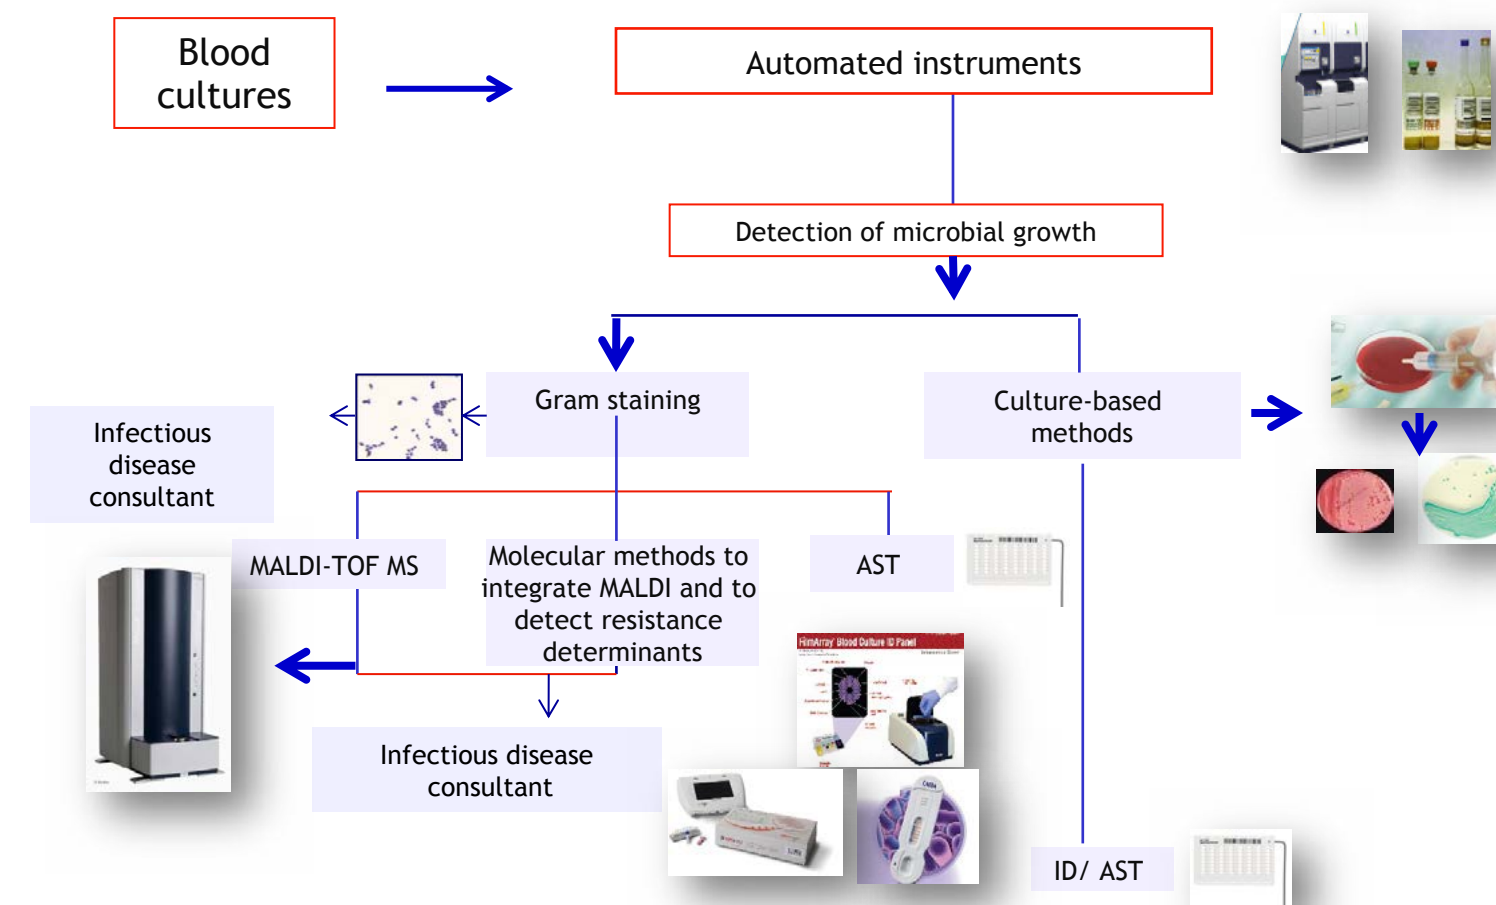 Blood
cultures
Automated instruments
Detection of microbial growth
Gram staining
Culture-based
methods
Infectious
disease
consultant
MALDI-TOF MS
Molecular methods to
integrate MALDI and to
detect resistance
determinants
AST
FilmArray Blood Culture ID Panel
Infectious disease
consultant
ID/ AST